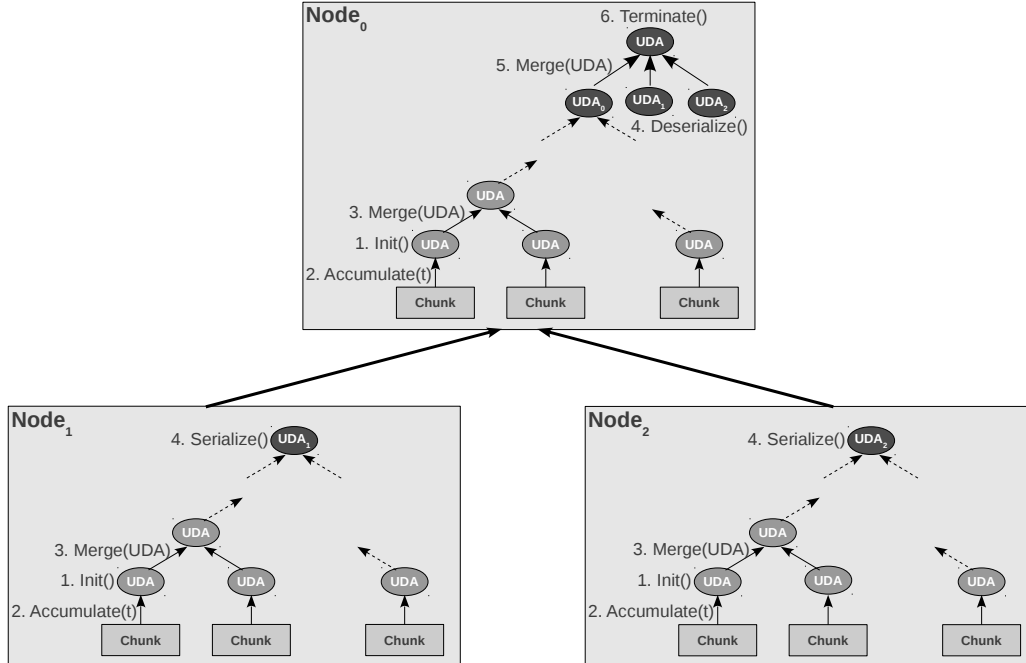 Node0
6. Terminate()
UDA
5. Merge(UDA)
UDA0 UDA1 UDA2
4. Deserialize()
UDA
3. Merge(UDA)
1. Init() UDA UDA UDA
2. Accumulate(t)
Chunk Chunk Chunk
Node1
4. Serialize() UDA1
UDA
3. Merge(UDA)
1. Init() UDA UDA UDA
2. Accumulate(t)
Chunk Chunk Chunk
Node2
4. Serialize() UDA2
UDA
3. Merge(UDA)
1. Init() UDA UDA UDA
2. Accumulate(t)
Chunk Chunk Chunk